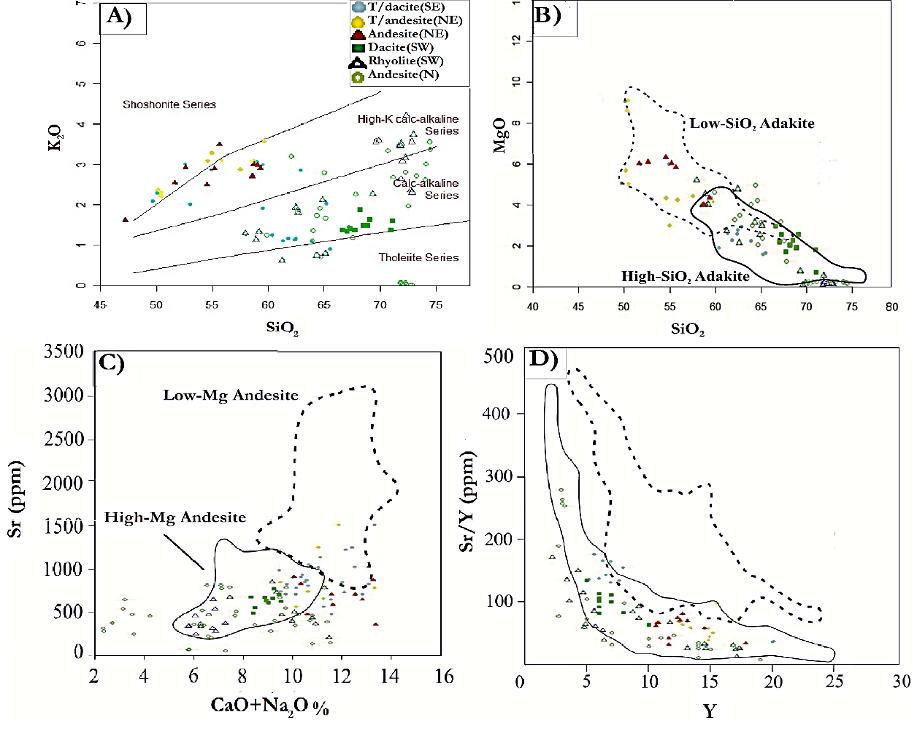 A)
T/dacite(SE)
T/andesite(NE)
Andesite(NE)
Dacite(SW)
Rhyolite(SW)
Andesite(N)
7
6
5
4
3
2
1
0
K₂O
Shoshonite Series
High-K calc-alkaline
Series
Calc-alkaline
Series
Tholeiite Series
45 50 55 60 65 70 75
SiO₂
B)
12
10
8
6
4
2
0
MgO
Low-SiO₂ Adakite
High-SiO₂ Adakite
40 45 50 55 60 65 70 75 80
SiO₂
C)
3500
3000
2500
2000
1500
1000
500
0
Sr (ppm)
Low-Mg Andesite
High-Mg Andesite
2 4 6 8 10 12 14 16
CaO+Na₂O %
D)
500
400
300
200
100
Sr/Y (ppm)
0 5 10 15 20 25 30
Y